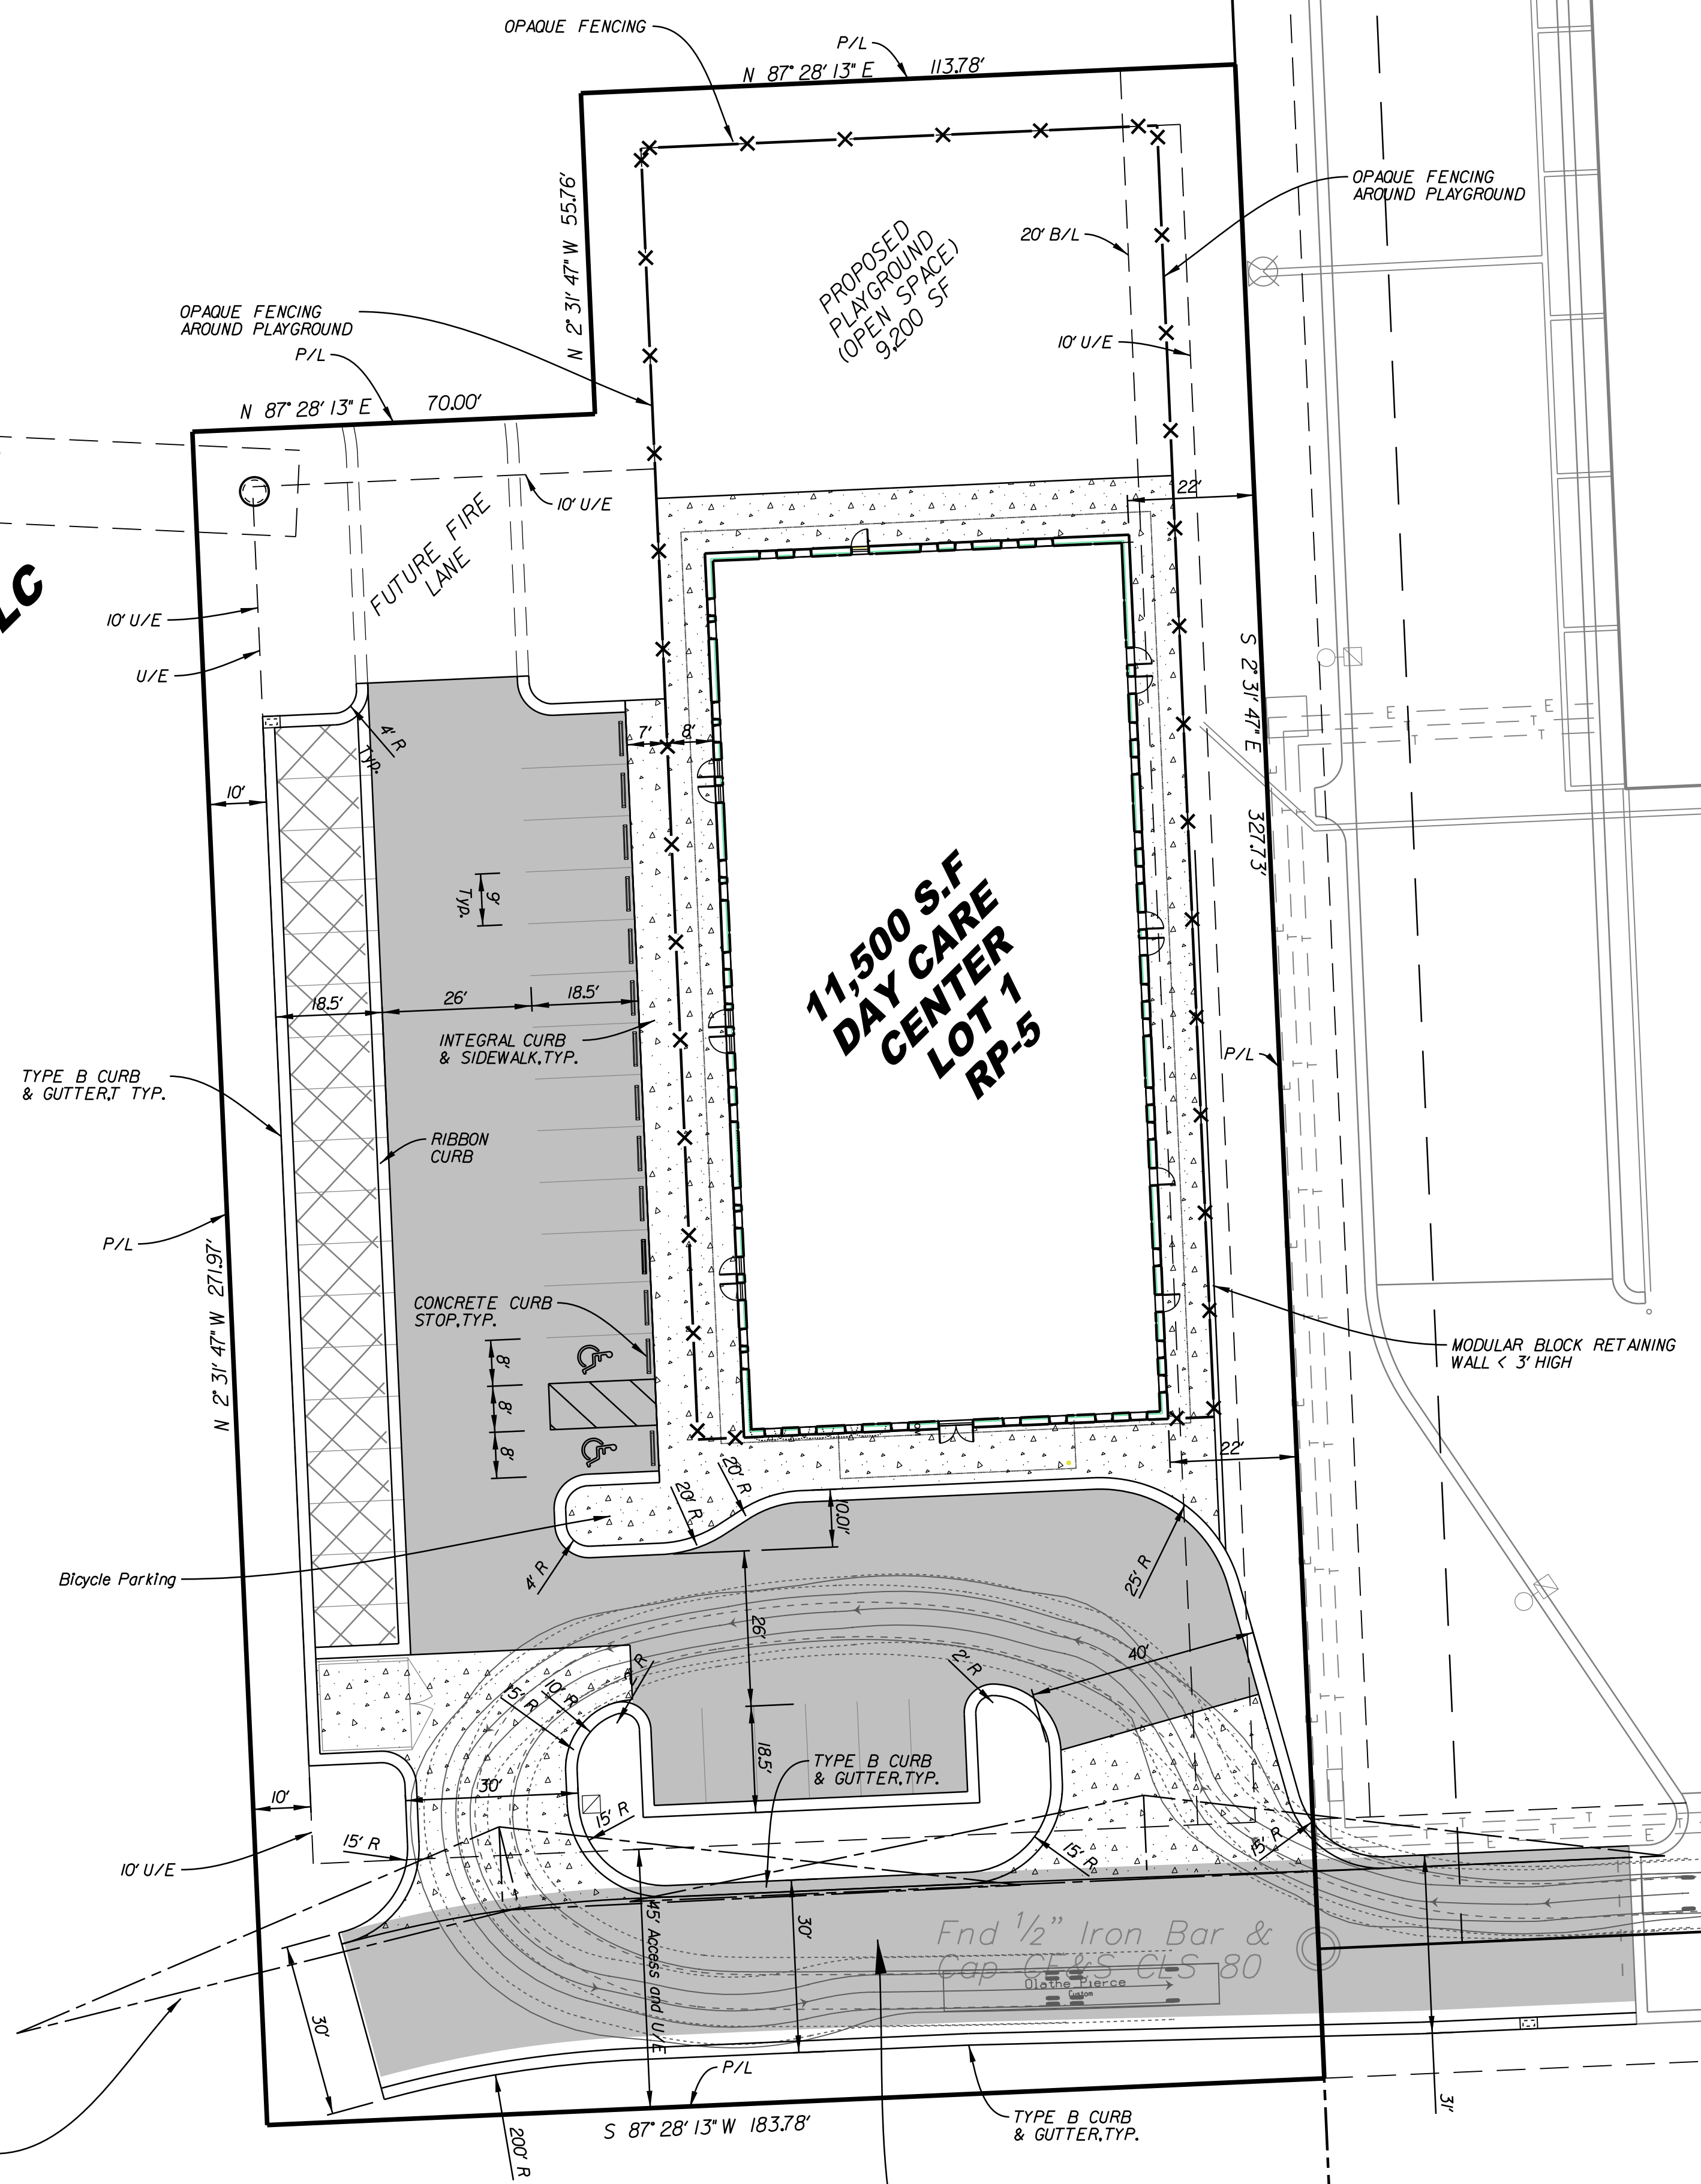 OPAQUE FENCING
P/L
N 87° 28' 13" E 113.78'
OPAQUE FENCING
AROUND PLAYGROUND
N 2° 31' 47" W 55.76'
PROPOSED
PLAYGROUND
(OPEN SPACE)
9,200 SF
20' B/L
10' U/E
OPAQUE FENCING
AROUND PLAYGROUND
P/L
N 87° 28' 13" E 70.00'
10' U/E
FUTURE FIRE
LANE
22'
LC
10' U/E
U/E
S 2° 31' 47" E 327.73'
E
T
T
E
T
T
4' R
Typ.
7'
8'
10'
9'
Typ.
11,500 S.F
DAY CARE
CENTER
LOT 1
RP-5
18.5'
26'
18.5'
INTEGRAL CURB
& SIDEWALK,TYP.
P/L
TYPE B CURB
& GUTTER,T TYP.
RIBBON
CURB
P/L
N 2° 31' 47" W 271.97'
CONCRETE CURB
STOP,TYP.
8'
8'
8'
MODULAR BLOCK RETAINING
WALL < 3' HIGH
22'
20' R
20' R
10.01'
Bicycle Parking
4' R
25' R
26'
40'
2' R
4' R
10' R
15' R
18.5'
TYPE B CURB
& GUTTER,TYP.
30'
10'
15' R
15' R
15' R
15' R
T T T
E E
10' U/E
45' Access and U/E
30'
Fnd 1/2" Iron Bar &
Cap CE&S CLS 80
Olathe Pierce
Custom
30'
31'
P/L
S 87° 28' 13" W 183.78'
200' R
TYPE B CURB
& GUTTER,TYP.